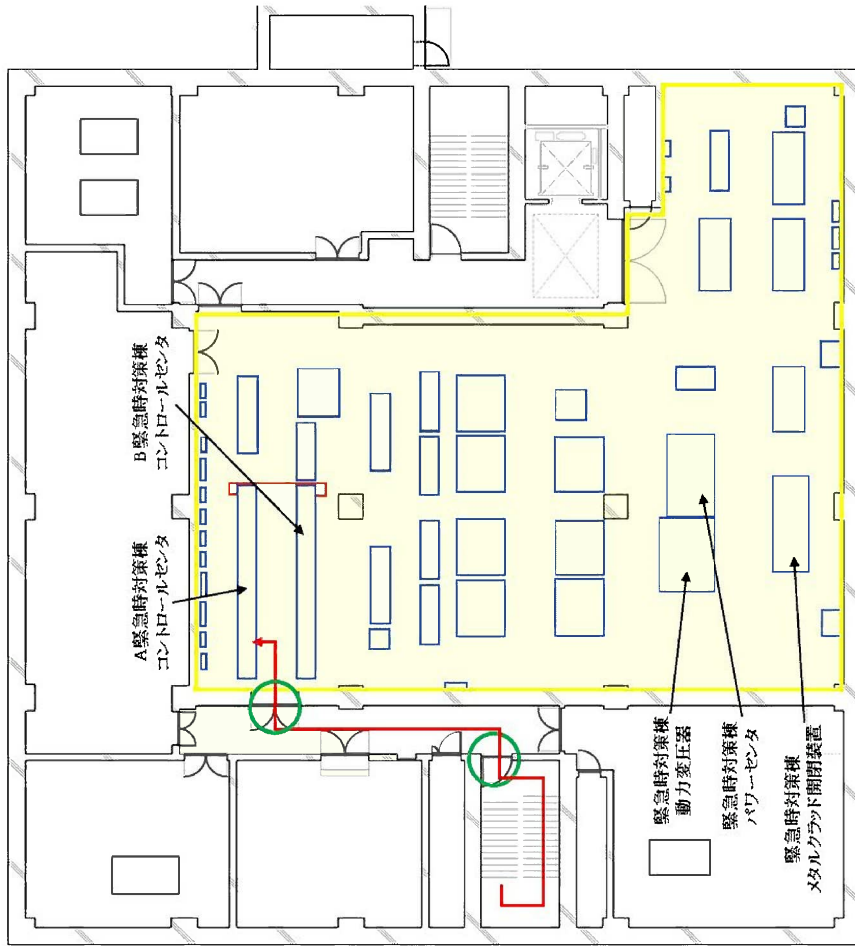 A緊急時対策棟
コントロールセンタ
B緊急時対策棟
コントロールセンタ
緊急時対策棟
動力変圧器
緊急時対策棟
パワーセンタ
緊急時対策棟
メタルクラッド開閉装置